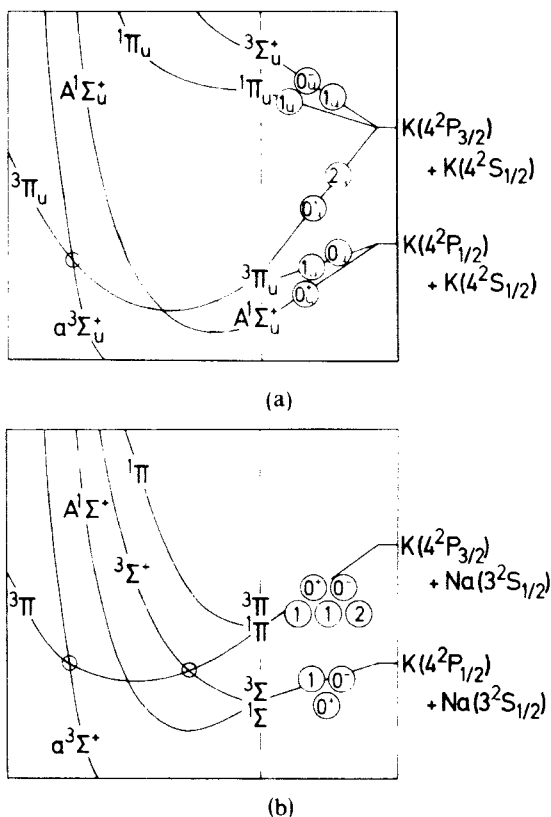 ¹Πᵤ
³Σᵤ⁺
A¹Σᵤ⁺
¹Πᵤ
0ᵤ⁻
1ᵤ
1ᵤ
K(4²P₃/₂)
+ K(4²S₁/₂)
³Πᵤ
2ᵤ
0ᵤ⁺
K(4²P₁/₂)
+ K(4²S₁/₂)
³Πᵤ
1ᵤ
A¹Σᵤ⁺
0ᵤ⁺
a³Σᵤ⁺
(a)
¹Π
A¹Σ⁺
³Σ⁺
K(4²P₃/₂)
+ Na(3²S₁/₂)
³Π
³Π
¹Π
0⁺ 0⁻
1 1 2
³Σ
¹Σ
1 0⁻
0⁺
K(4²P₁/₂)
+ Na(3²S₁/₂)
a³Σ⁺
(b)